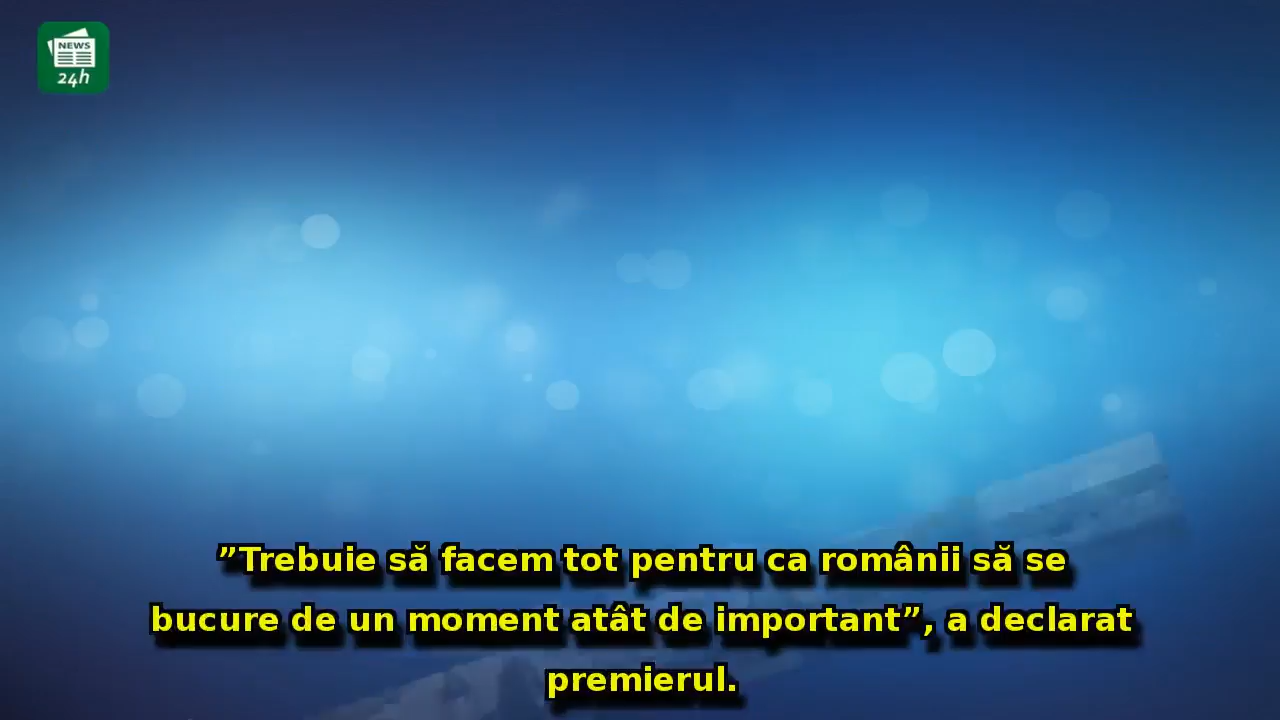 NEWS
24h
”Trebuie să facem tot pentru ca românii să se
bucure de un moment atât de important”, a declarat
premierul.